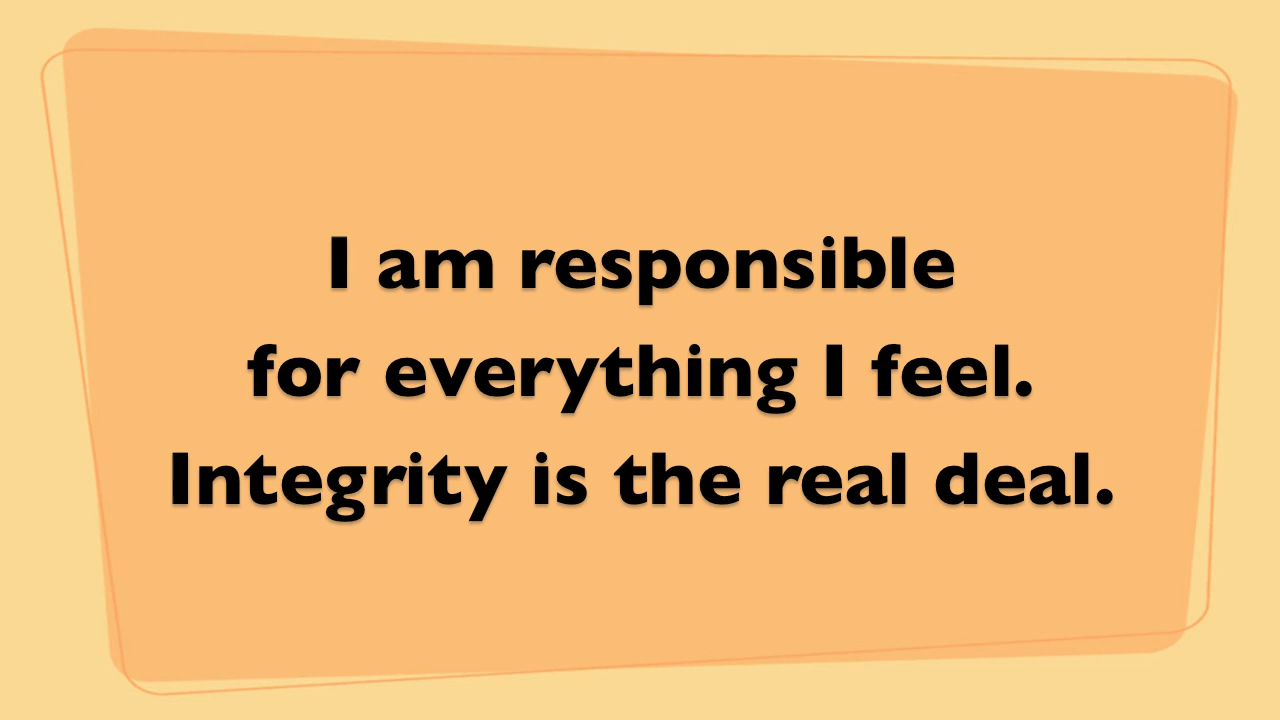 I am responsible
for everything I feel.
Integrity is the real deal.